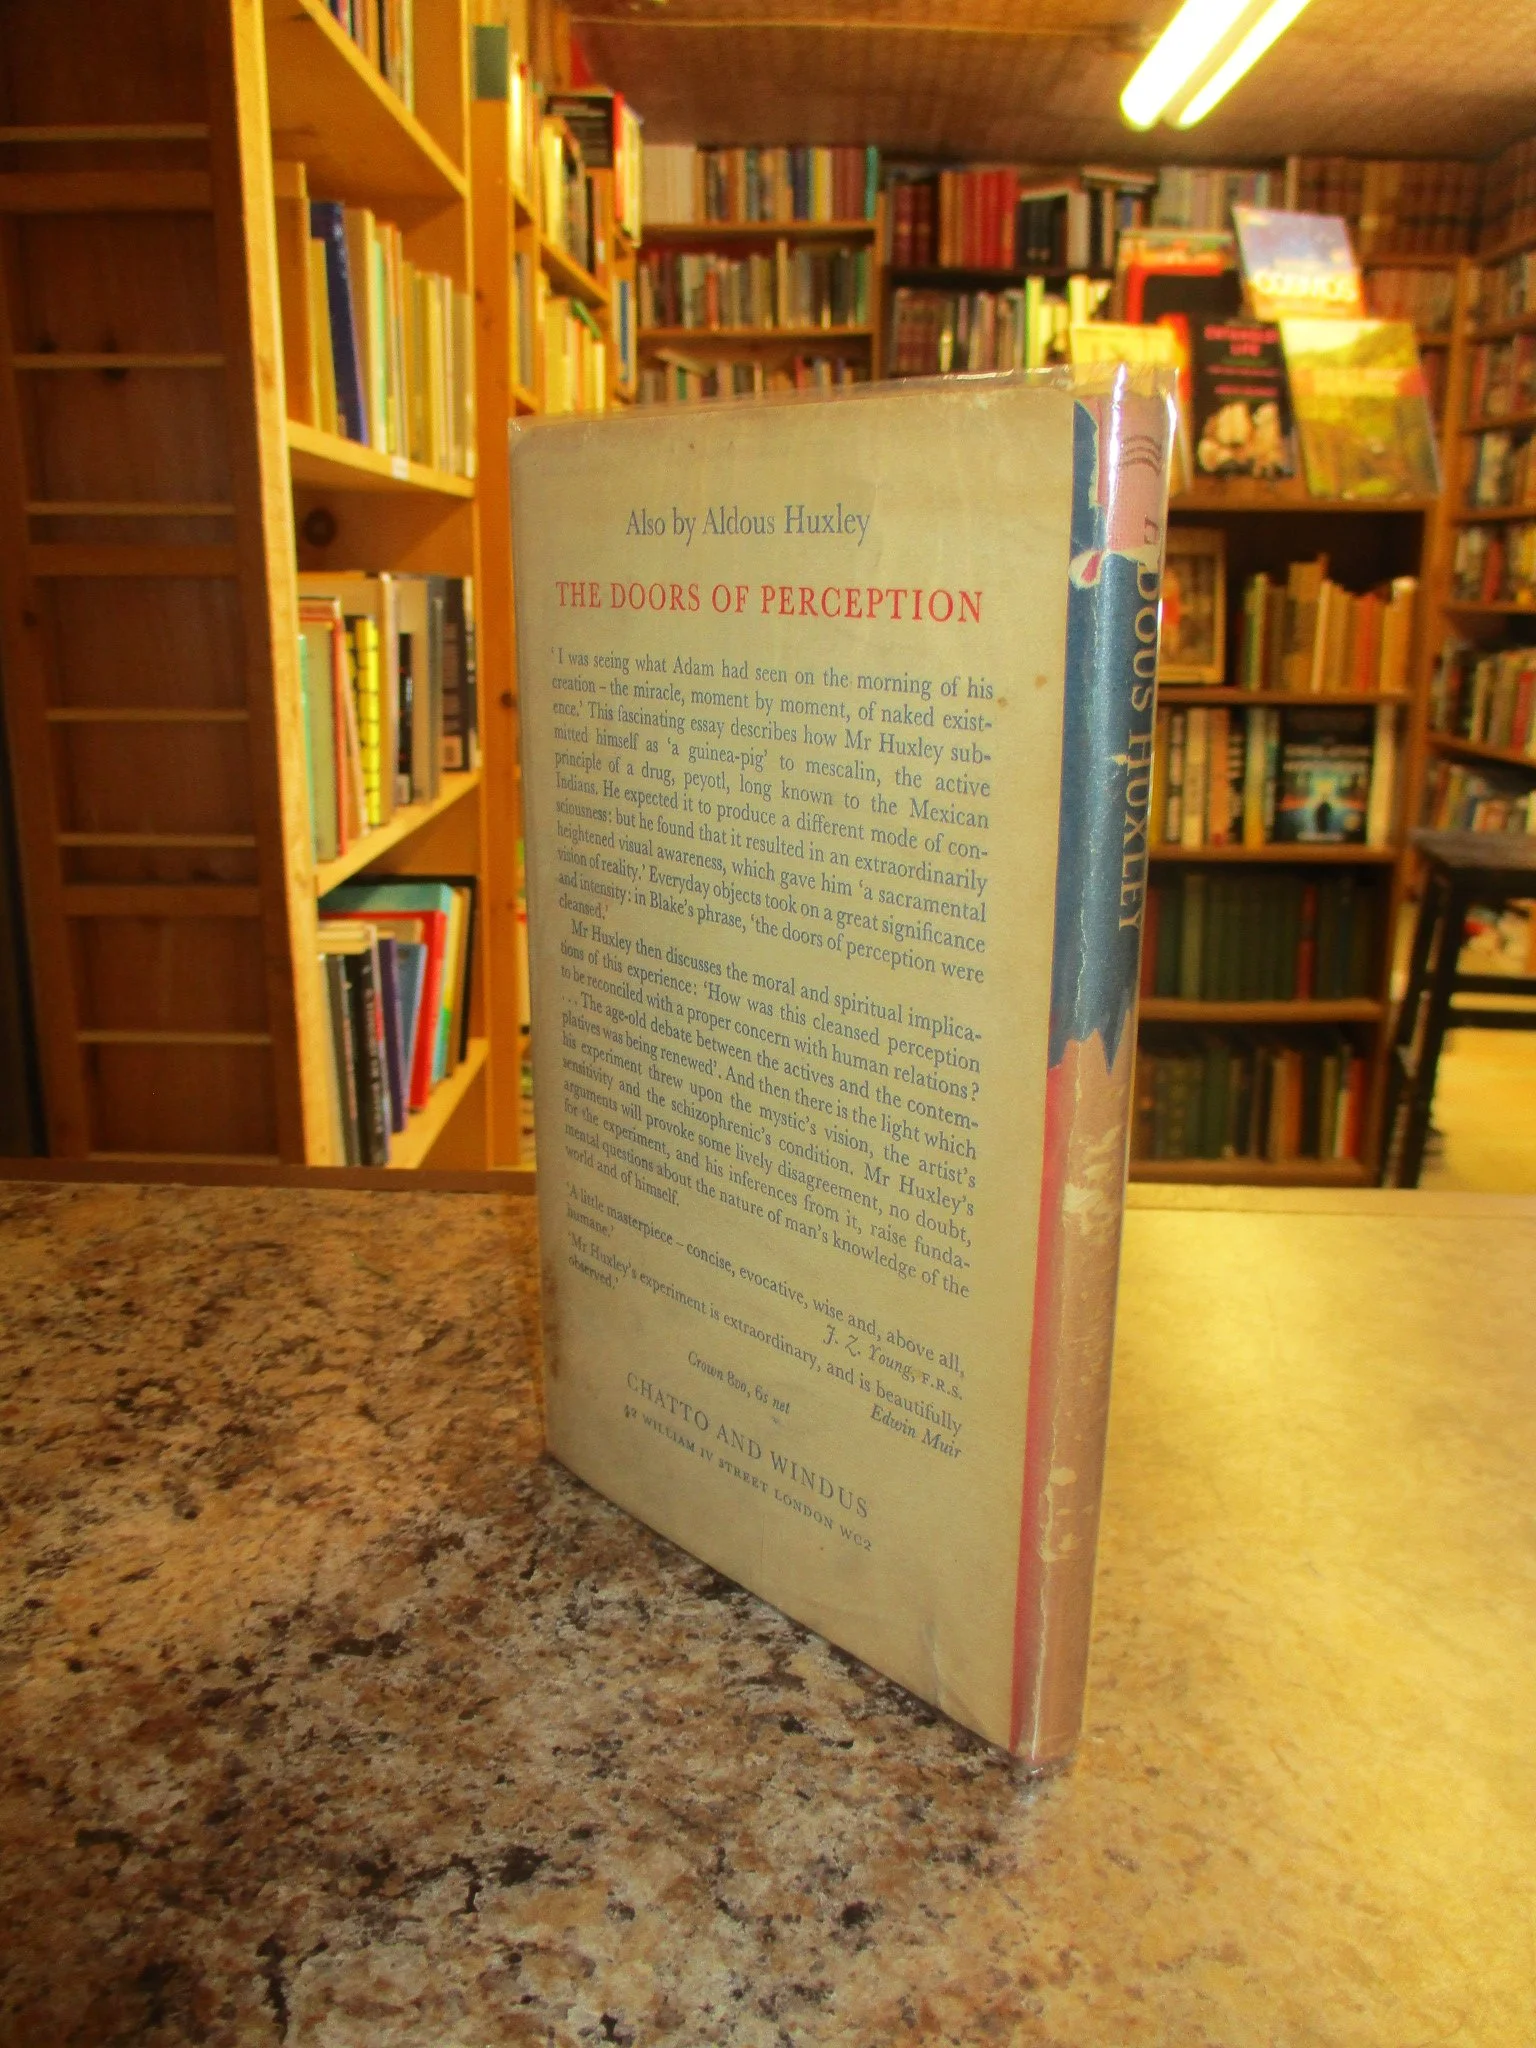 Also by Aldous Huxley
THE DOORS OF PERCEPTION
‘I was seeing what Adam had seen on the morning of his
creation – the miracle, moment by moment, of naked exist-
ence.’ This fascinating essay describes how Mr Huxley sub-
mitted himself as ‘a guinea-pig’ to mescalin, the active
principle of a drug, peyotl, long known to the Mexican
Indians. He expected it to produce a different mode of con-
sciousness: but he found that it resulted in an extraordinarily
heightened visual awareness, which gave him ‘a sacramental
vision of reality.’ Everyday objects took on a great significance
and intensity: in Blake’s phrase, ‘the doors of perception were
cleansed.’
Mr Huxley then discusses the moral and spiritual implica-
tions of this experience: ‘How was this cleansed perception
to be reconciled with a proper concern with human relations?
. . . The age-old debate between the actives and the contem-
platives was being renewed’. And then there is the light which
his experiment threw upon the mystic’s vision, the artist’s
sensitivity and the schizophrenic’s condition. Mr Huxley’s
arguments will provoke some lively disagreement, no doubt,
for the experiment, and his inferences from it, raise funda-
mental questions about the nature of man’s knowledge of the
world and of himself.
‘A little masterpiece – concise, evocative, wise and, above all,
humane.’
J. Z. Young, F.R.S.
‘Mr Huxley’s experiment is extraordinary, and is beautifully
observed.’
Edwin Muir
Crown 8vo, 6s net
CHATTO AND WINDUS
42 WILLIAM IV STREET LONDON WC2
DOUS HUXLEY
COSMOS